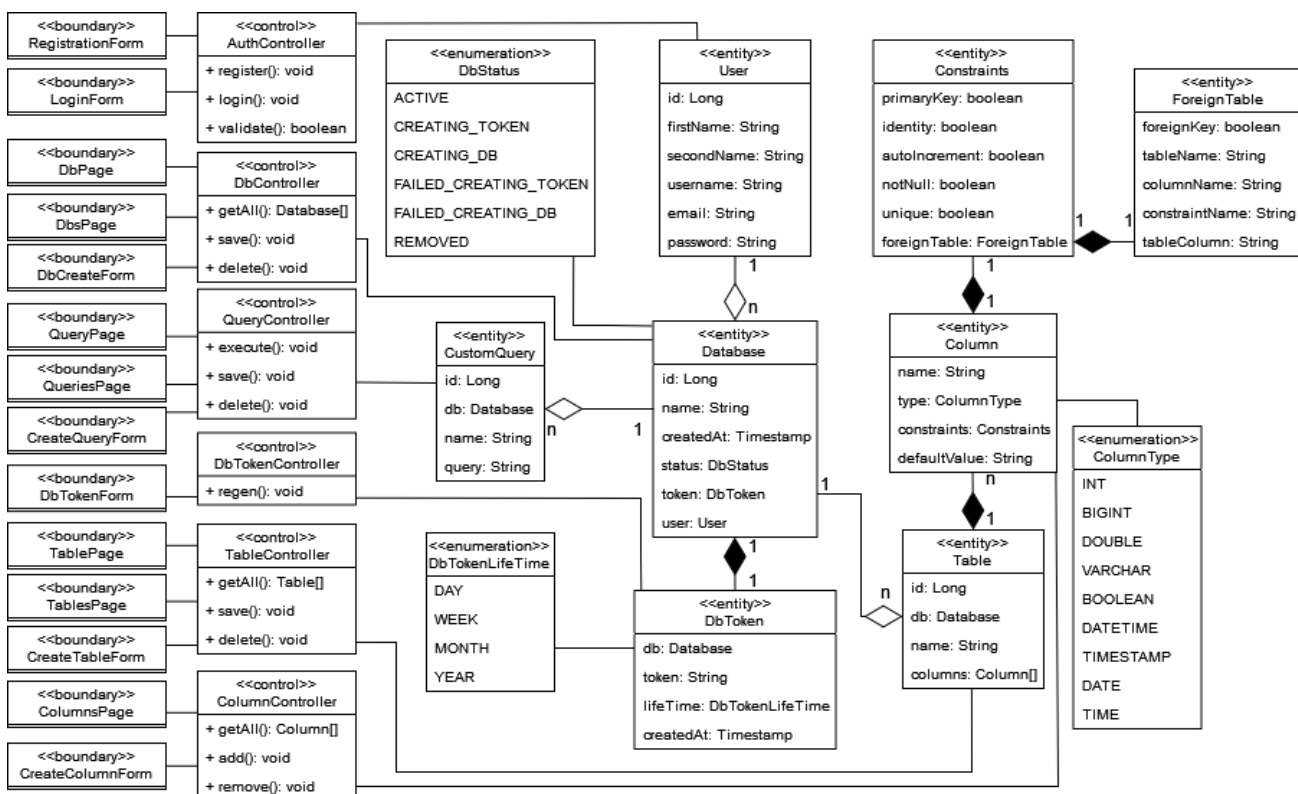 <<boundary>>
RegistrationForm
<<boundary>>
LoginForm
<<boundary>>
DbPage
<<boundary>>
DbsPage
<<boundary>>
DbCreateForm
<<boundary>>
QueryPage
<<boundary>>
QueriesPage
<<boundary>>
CreateQueryForm
<<boundary>>
DbTokenForm
<<boundary>>
TablePage
<<boundary>>
TablesPage
<<boundary>>
CreateTableForm
<<boundary>>
ColumnsPage
<<boundary>>
CreateColumnForm
<<control>>
AuthController
+ register(): void
+ login(): void
+ validate(): boolean
<<control>>
DbController
+ getAll(): Database[]
+ save(): void
+ delete(): void
<<control>>
QueryController
+ execute(): void
+ save(): void
+ delete(): void
<<control>>
DbTokenController
+ regen(): void
<<control>>
TableController
+ getAll(): Table[]
+ save(): void
+ delete(): void
<<control>>
ColumnController
+ getAll(): Column[]
+ add(): void
+ remove(): void
<<enumeration>>
DbStatus
ACTIVE
CREATING_TOKEN
CREATING_DB
FAILED_CREATING_TOKEN
FAILED_CREATING_DB
REMOVED
<<entity>>
CustomQuery
id: Long
db: Database
name: String
query: String
n
1
<<enumeration>>
DbTokenLifeTime
DAY
WEEK
MONTH
YEAR
<<entity>>
User
id: Long
firstName: String
secondName: String
username: String
email: String
password: String
1
n
<<entity>>
Database
id: Long
name: String
createdAt: Timestamp
status: DbStatus
token: DbToken
user: User
1
1
<<entity>>
DbToken
db: Database
token: String
lifeTime: DbTokenLifeTime
createdAt: Timestamp
1
n
<<entity>>
Constraints
primaryKey: boolean
identity: boolean
autoIncrement: boolean
notNull: boolean
unique: boolean
foreignTable: ForeignTable
1
1
<<entity>>
ForeignTable
foreignKey: boolean
tableName: String
columnName: String
constraintName: String
tableColumn: String
1
1
<<entity>>
Column
name: String
type: ColumnType
constraints: Constraints
defaultValue: String
n
1
<<entity>>
Table
id: Long
db: Database
name: String
columns: Column[]
<<enumeration>>
ColumnType
INT
BIGINT
DOUBLE
VARCHAR
BOOLEAN
DATETIME
TIMESTAMP
DATE
TIME